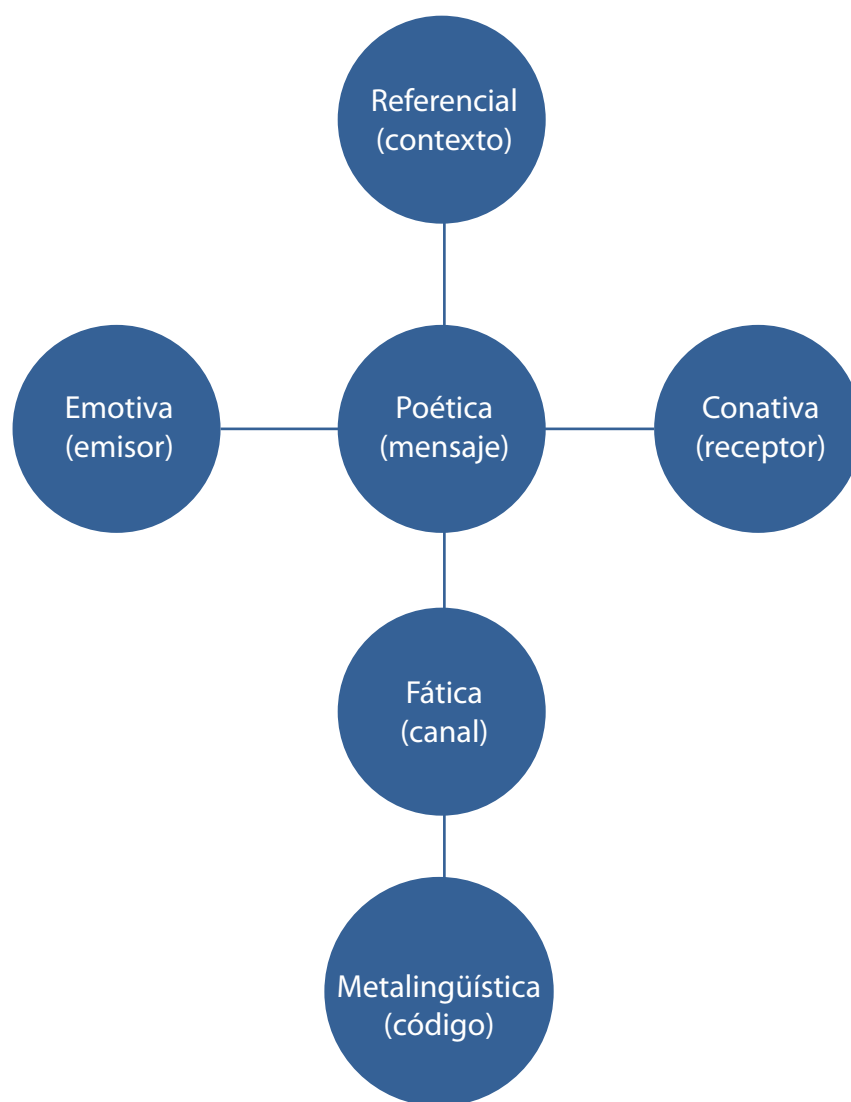 Referencial
(contexto)
Emotiva
(emisor)
Poética
(mensaje)
Conativa
(receptor)
Fática
(canal)
Metalingüística
(código)